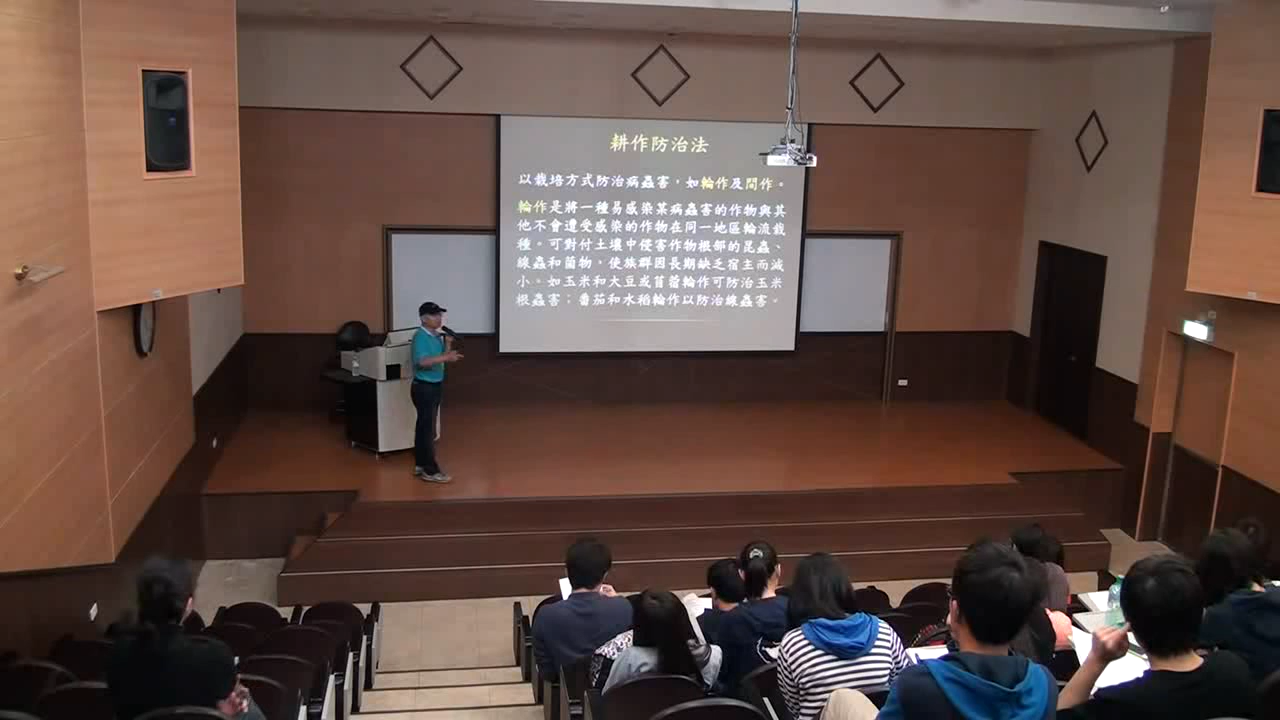 耕作防治法
以栽培方式防治病蟲害，如輪作及間作。
輪作是將一種易感染某病蟲害的作物與其
他不會遭受感染的作物在同一地區輪流栽
種。可對付土壤中侵害作物根部的昆蟲、
線蟲和菌物，使族群因長期缺乏宿主而減
小。如玉米和大豆或苜蓿輪作可防治玉米
根蟲害；番茄和水稻輪作以防治線蟲害。